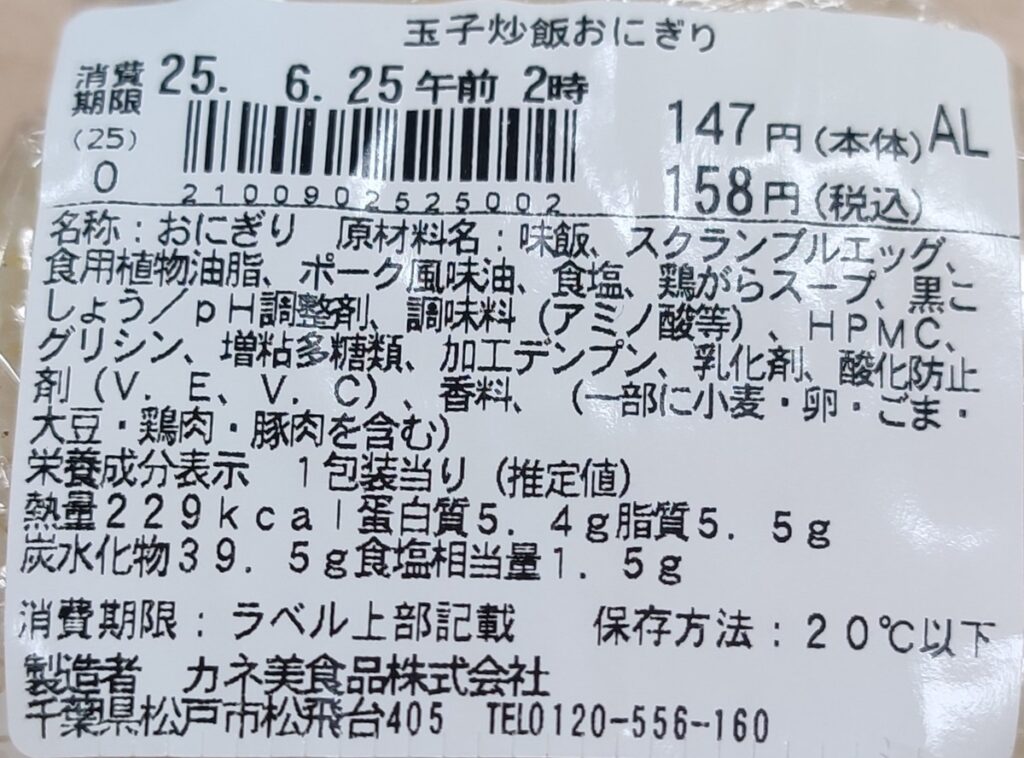 玉子炒飯おにぎり
消費期限 25. 6. 25 午前 2時
(25)
0
2100902525002
147円(本体)AL
158円(税込)
名称:おにぎり 原材料名:味飯、スクランブルエッグ、
食用植物油脂、ポーク風味油、食塩、鶏がらスープ、黒こ
しょう/pH調整剤、調味料(アミノ酸等)、HPMC、
グリシン、増粘多糖類、加工デンプン、乳化剤、酸化防止
剤(V.E、V.C)、香料、(一部に小麦・卵・ごま・
大豆・鶏肉・豚肉を含む)
栄養成分表示 1包装当り(推定値)
熱量229kcal蛋白質5.4g脂質5.5g
炭水化物39.5g食塩相当量1.5g
消費期限:ラベル上部記載 保存方法:20℃以下
製造者 カネ美食品株式会社
千葉県松戸市松飛台405 TEL0120-556-160